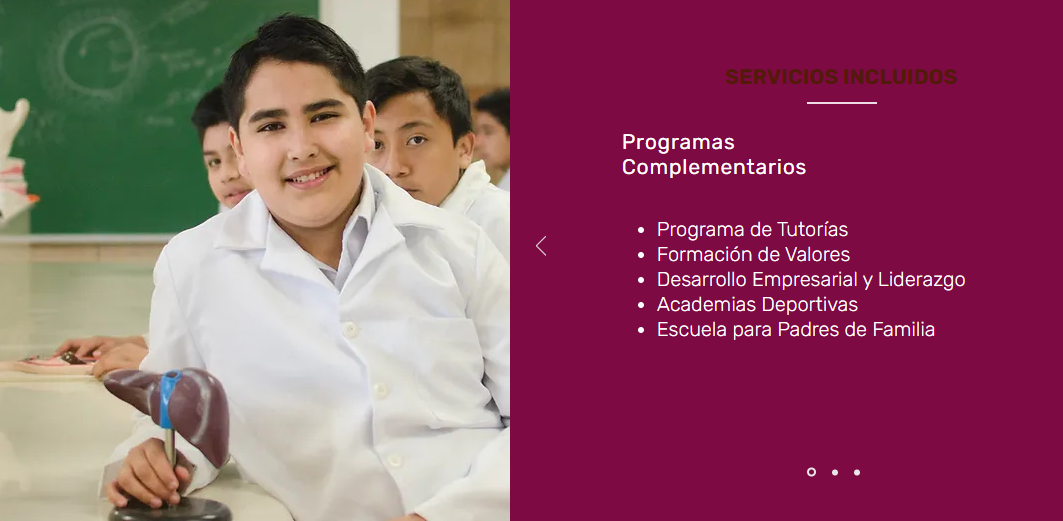 SERVICIOS INCLUIDOS
Programas
Complementarios
Programa de Tutorías
Formación de Valores
Desarrollo Empresarial y Liderazgo
Academias Deportivas
Escuela para Padres de Familia